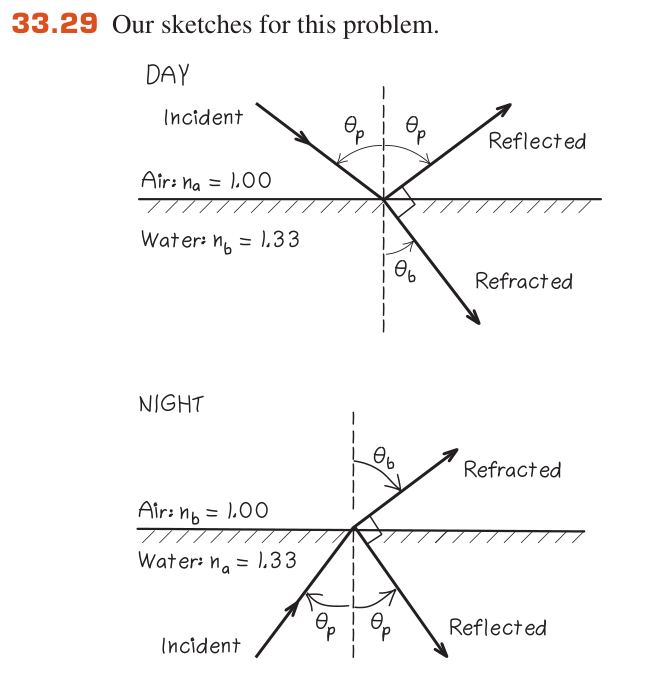 33.29 Our sketches for this problem.
DAY
Incident
θp θp
Reflected
Air: na = 1.00
Water: nb = 1.33
θb
Refracted
NIGHT
θb
Refracted
Air: nb = 1.00
Water: na = 1.33
θp θp
Reflected
Incident